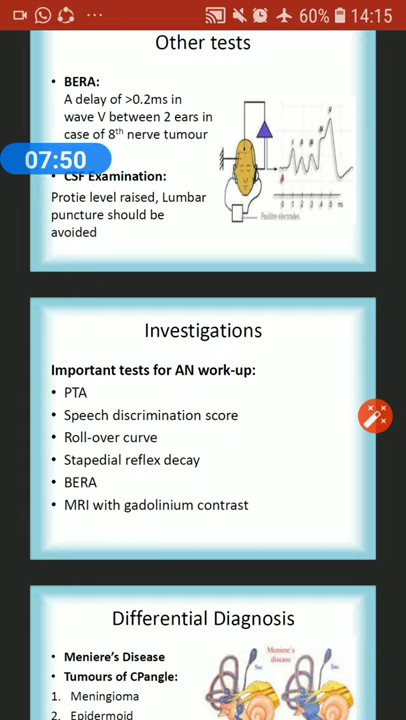 60% 14:15
Other tests
• BERA:
A delay of >0.2ms in
wave V between 2 ears in
case of 8th nerve tumour
07:50
CSF Examination:
Protie level raised, Lumbar
puncture should be
avoided
Positive electrodes
Investigations
Important tests for AN work-up:
• PTA
• Speech discrimination score
• Roll-over curve
• Stapedial reflex decay
• BERA
• MRI with gadolinium contrast
Differential Diagnosis
• Meniere's Disease
• Tumours of CPangle:
1. Meningioma
2. Epidermoid
Meniere's
disease